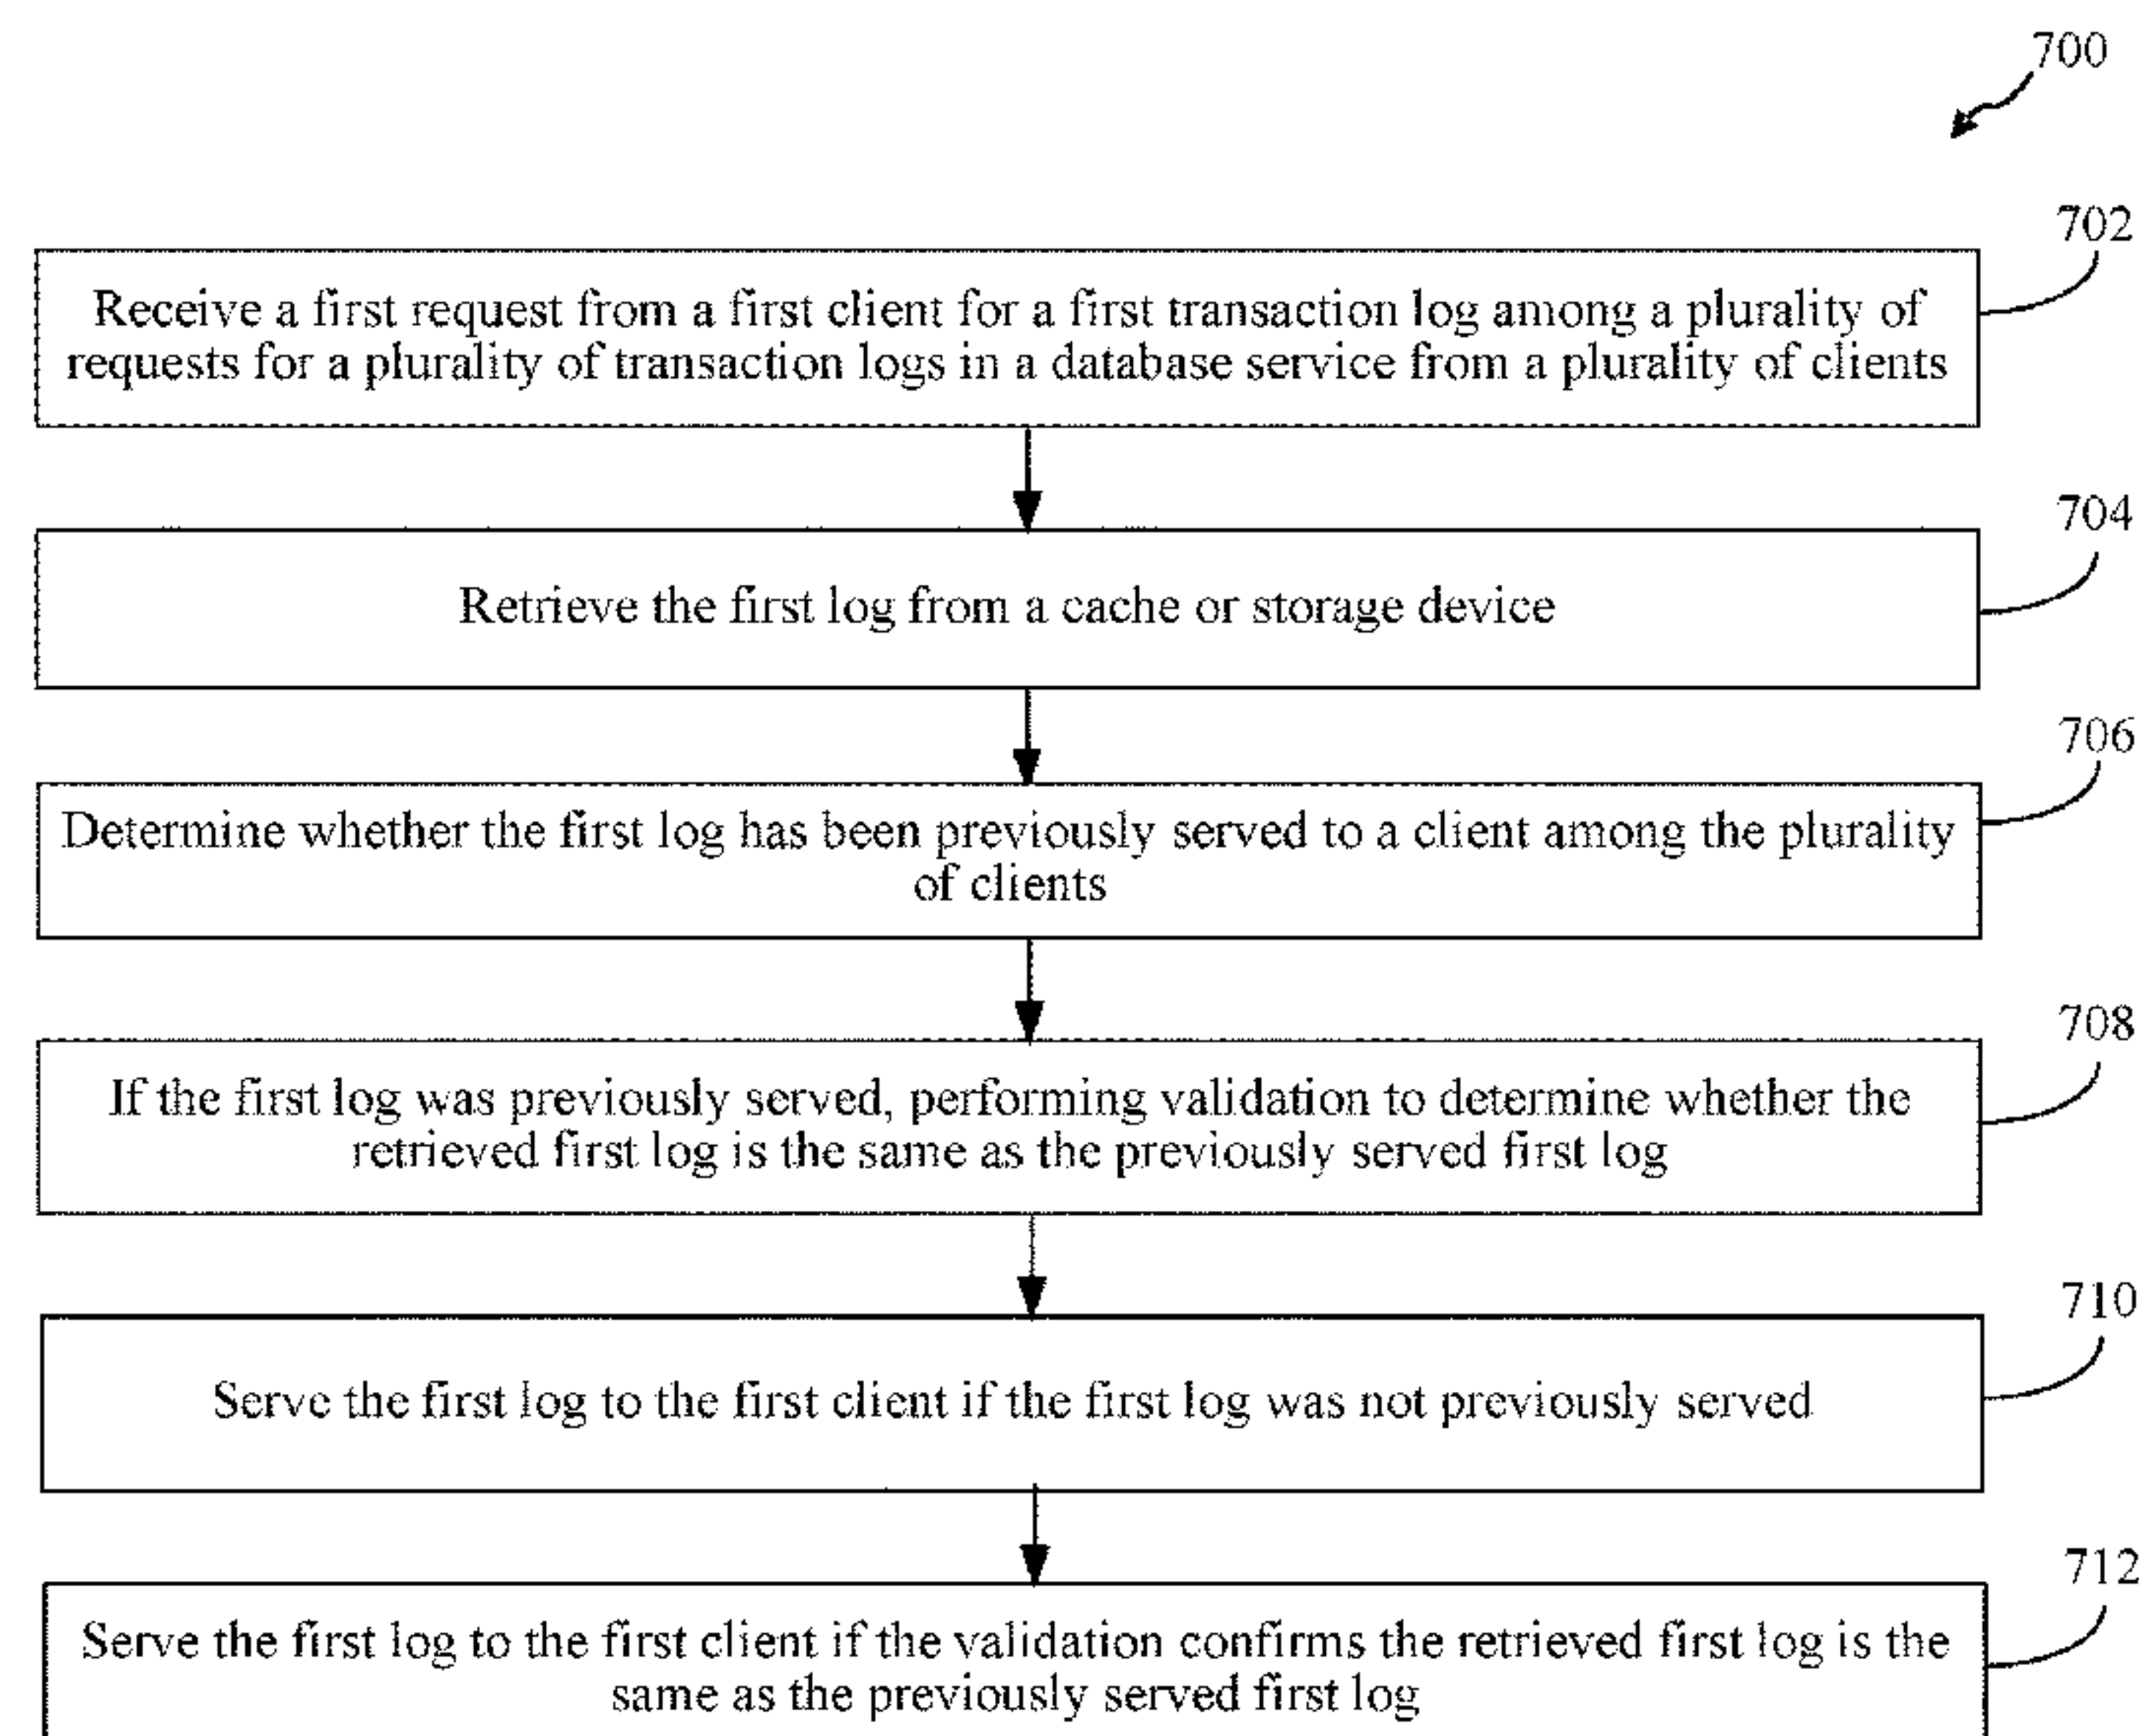 700
702
Receive a first request from a first client for a first transaction log among a plurality of
requests for a plurality of transaction logs in a database service from a plurality of clients
704
Retrieve the first log from a cache or storage device
706
Determine whether the first log has been previously served to a client among the plurality
of clients
708
If the first log was previously served, performing validation to determine whether the
retrieved first log is the same as the previously served first log
710
Serve the first log to the first client if the first log was not previously served
712
Serve the first log to the first client if the validation confirms the retrieved first log is the
same as the previously served first log